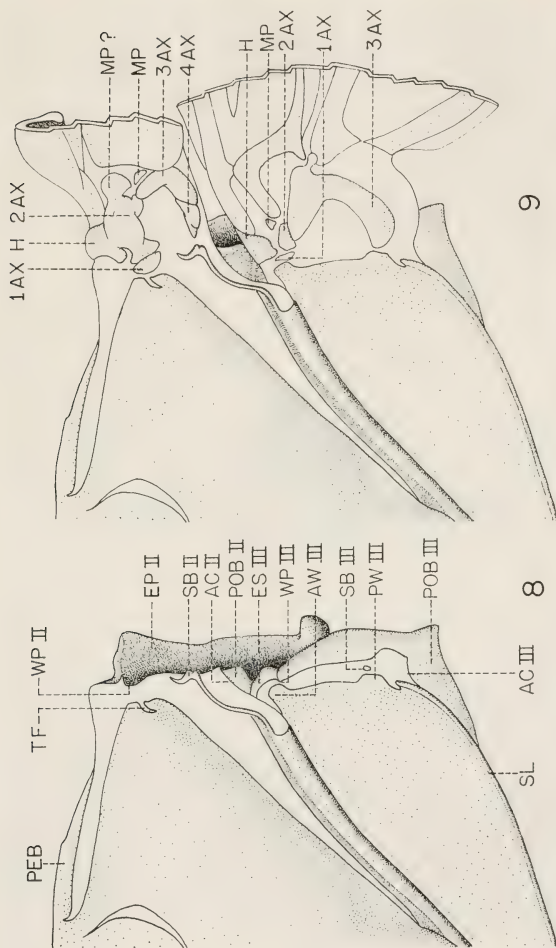 PEB
TF
WP II
EP II
SB II
AC II
POB II
ES III
WP III
AW III
SB III
PW III
POB III
AC III
SL
8
1AX
H
2AX
MP?
MP
3AX
4AX
H
MP
2AX
1AX
3AX
9